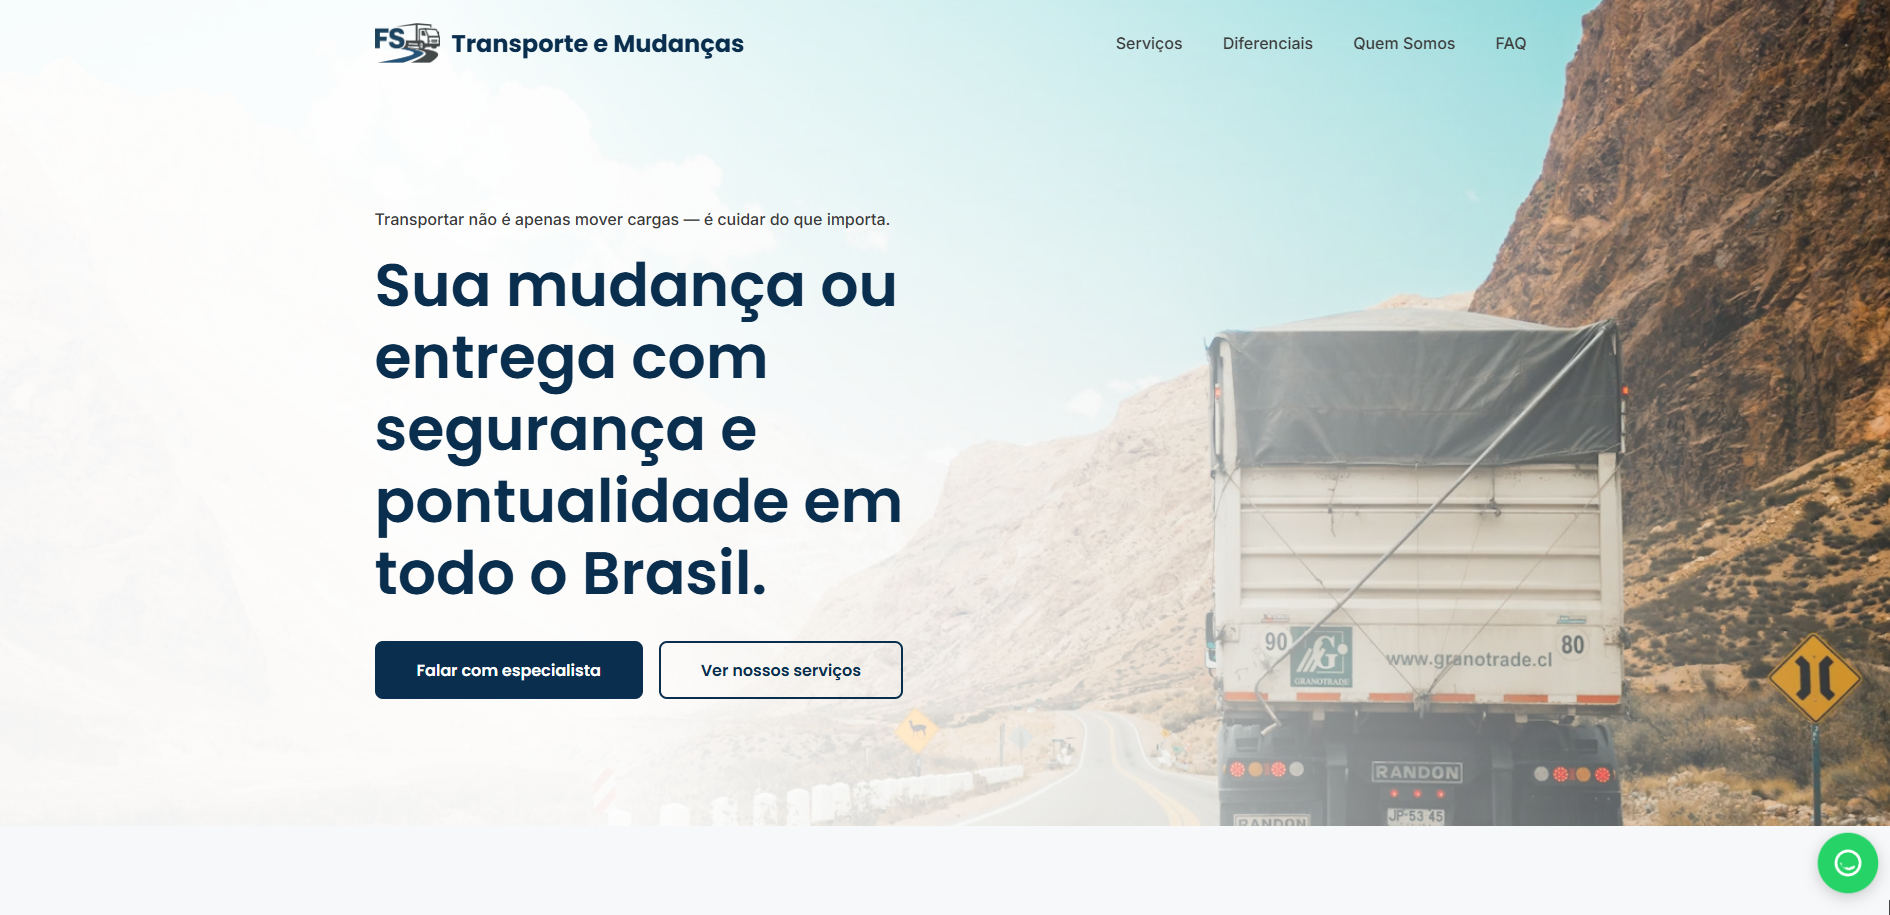 FS Transporte e Mudanças
Serviços
Diferenciais
Quem Somos
FAQ
Transportar não é apenas mover cargas — é cuidar do que importa.
Sua mudança ou
entrega com
segurança e
pontualidade em
todo o Brasil.
Falar com especialista
Ver nossos serviços
90
G
GRANOTRADE
www.granotrade.cl
80
RANDON
RANDON
JP-53 45